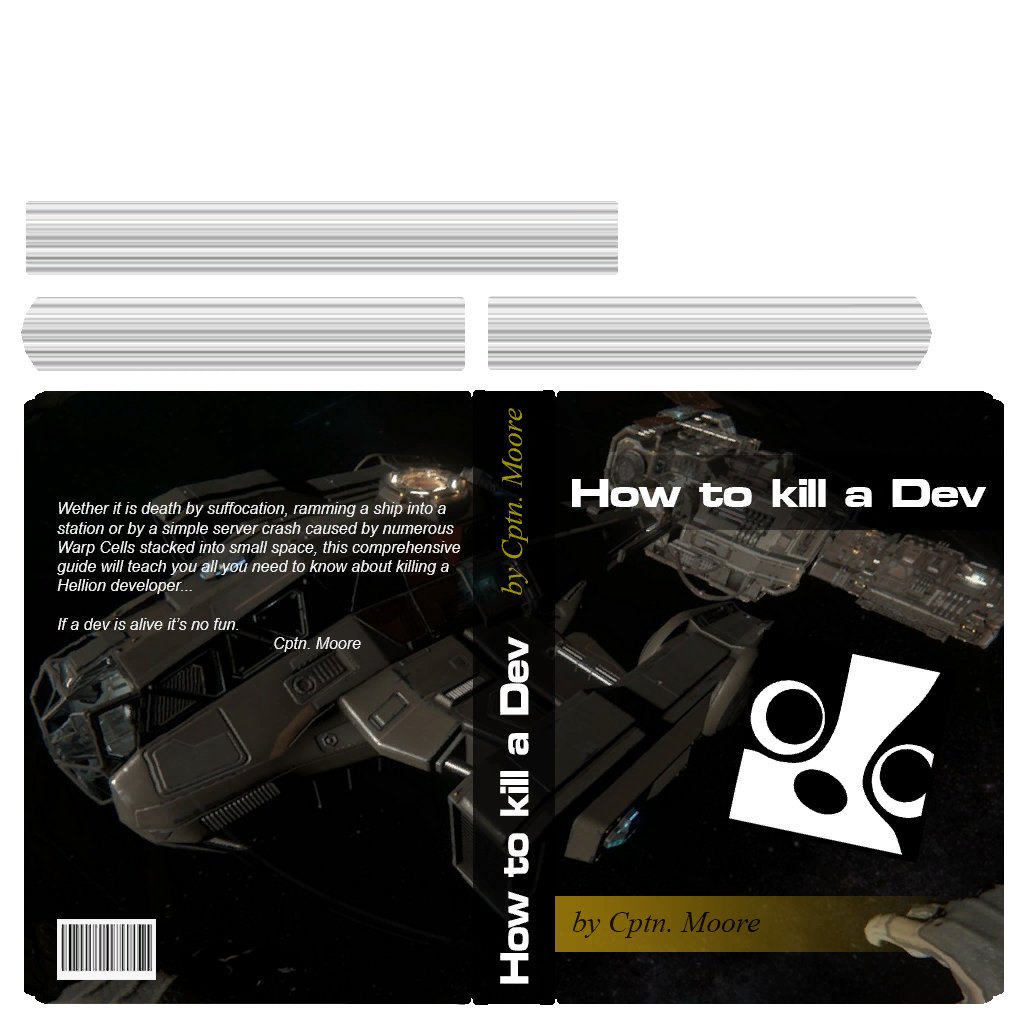 Wether it is death by suffocation, ramming a ship into a
station or by a simple server crash caused by numerous
Warp Cells stacked into small space, this comprehensive
guide will teach you all you need to know about killing a
Hellion developer...
If a dev is alive it’s no fun.
Cptn. Moore
How to kill a Dev
by Cptn. Moore
How to kill a Dev
by Cptn. Moore